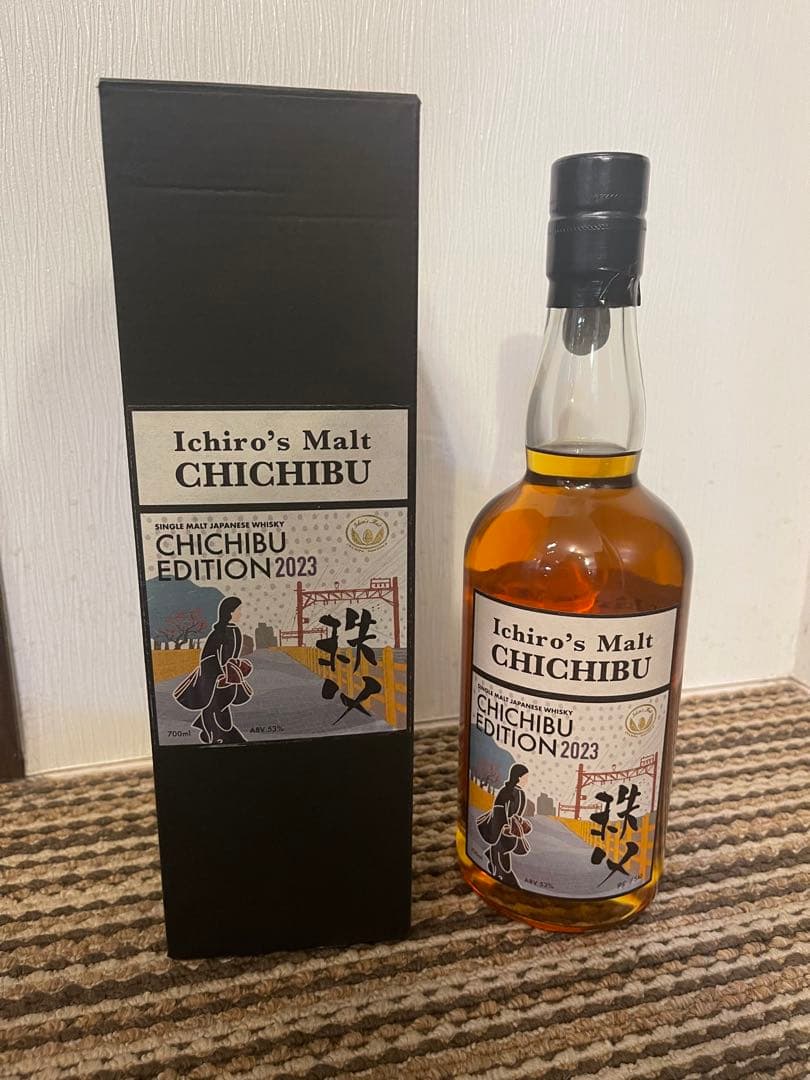 Ichiro's Malt
CHICHIBU
SINGLE MALT JAPANESE WHISKY
CHICHIBU
EDITION 2023
秩父
700ml
ABV.53%
Ichiro's Malt
CHICHIBU
SINGLE MALT JAPANESE WHISKY
CHICHIBU
EDITION 2023
秩父
ABV.53%